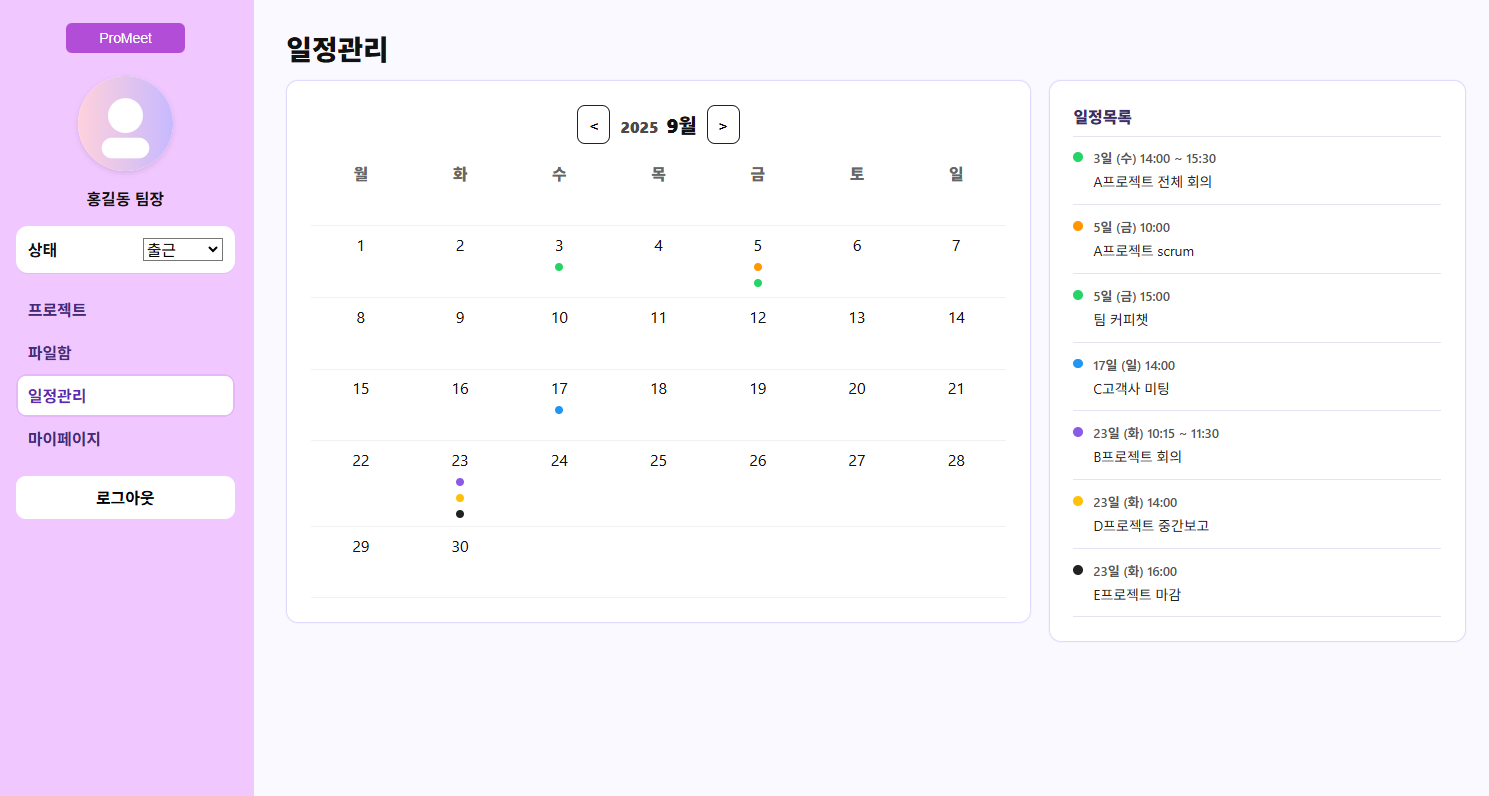 ProMeet
홍길동 팀장
상태 출근
프로젝트
파일함
일정관리
마이페이지
로그아웃
일정관리
< 2025 9월 >
월 화 수 목 금 토 일
1 2 3 4 5 6 7
8 9 10 11 12 13 14
15 16 17 18 19 20 21
22 23 24 25 26 27 28
29 30
일정목록
3일 (수) 14:00 ~ 15:30
A프로젝트 전체 회의
5일 (금) 10:00
A프로젝트 scrum
5일 (금) 15:00
팀 커피챗
17일 (일) 14:00
C고객사 미팅
23일 (화) 10:15 ~ 11:30
B프로젝트 회의
23일 (화) 14:00
D프로젝트 중간보고
23일 (화) 16:00
E프로젝트 마감